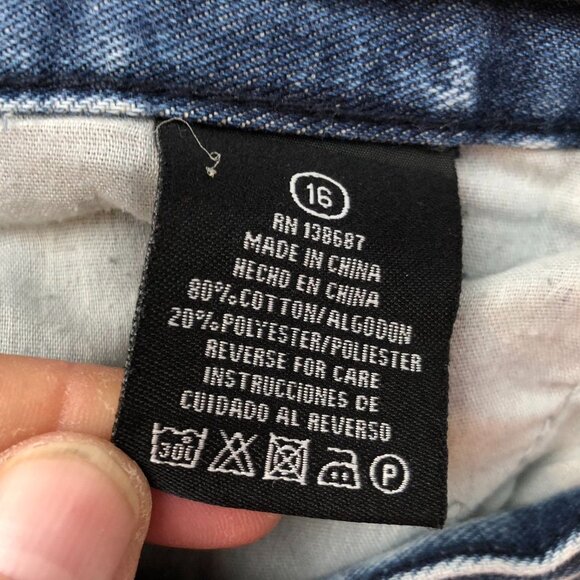 16
RN 138687
MADE IN CHINA
HECHO EN CHINA
80%COTTON/ALGODON
20%POLYESTER/POLIESTER
REVERSE FOR CARE
INSTRUCCIONES DE
CUIDADO AL REVERSO
30C P